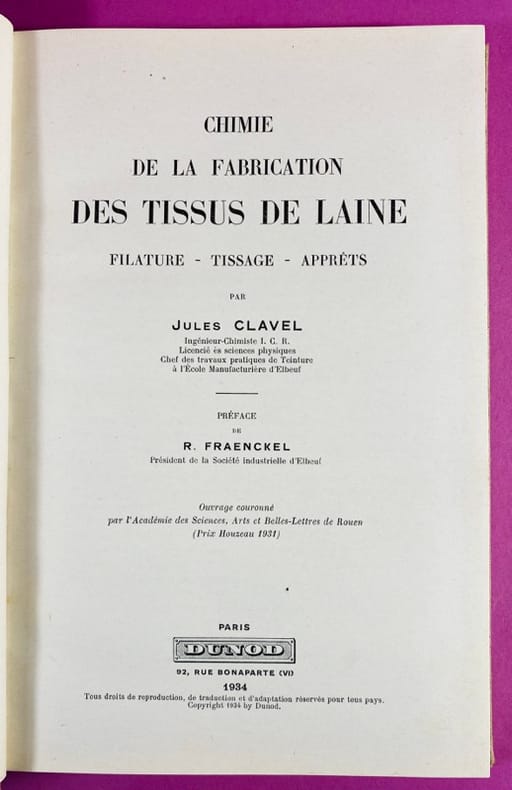 CHIMIE
DE LA FABRICATION
DES TISSUS DE LAINE
FILATURE - TISSAGE - APPRÊTS
PAR
JULES CLAVEL
Ingénieur-Chimiste I. C. R.
Licencié ès sciences physiques
Chef des travaux pratiques de Teinture
à l'École Manufacturière d'Elbeuf
PRÉFACE
DE
R. FRAENCKEL
Président de la Société industrielle d'Elbeuf
Ouvrage couronné
par l'Académie des Sciences, Arts et Belles-Lettres de Rouen
(Prix Houzeau 1931)
PARIS
DUNOD
92, RUE BONAPARTE (VI)
1934
Tous droits de reproduction, de traduction et d'adaptation réservés pour tous pays.
Copyright 1934 by Dunod.